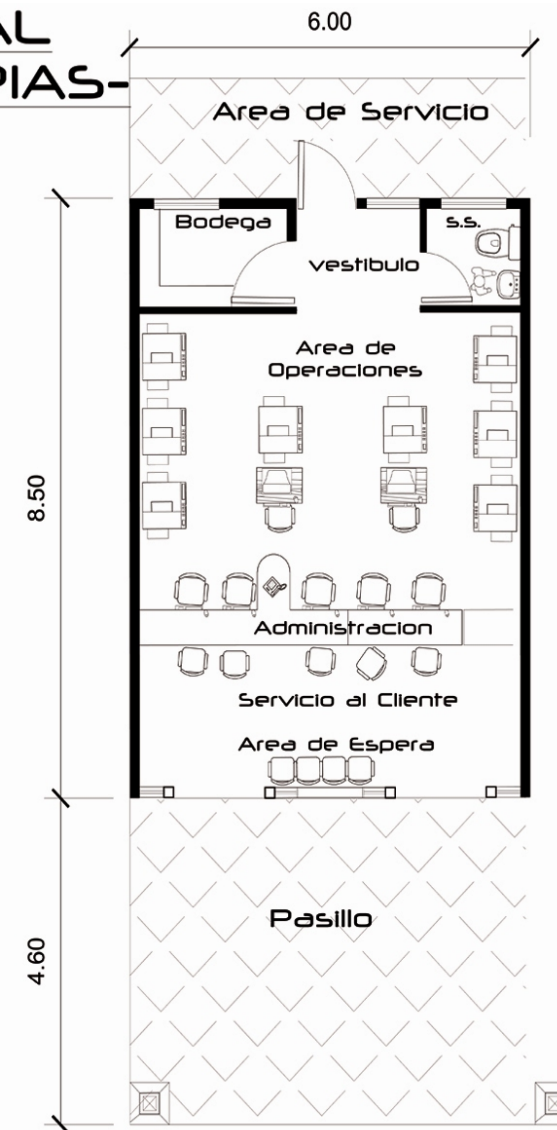 AL
PIAS-
6.00
Area de Servicio
Bodega
s.s.
vestibulo
Area de
Operaciones
8.50
Administracion
Servicio al Cliente
Area de Espera
Pasillo
4.60